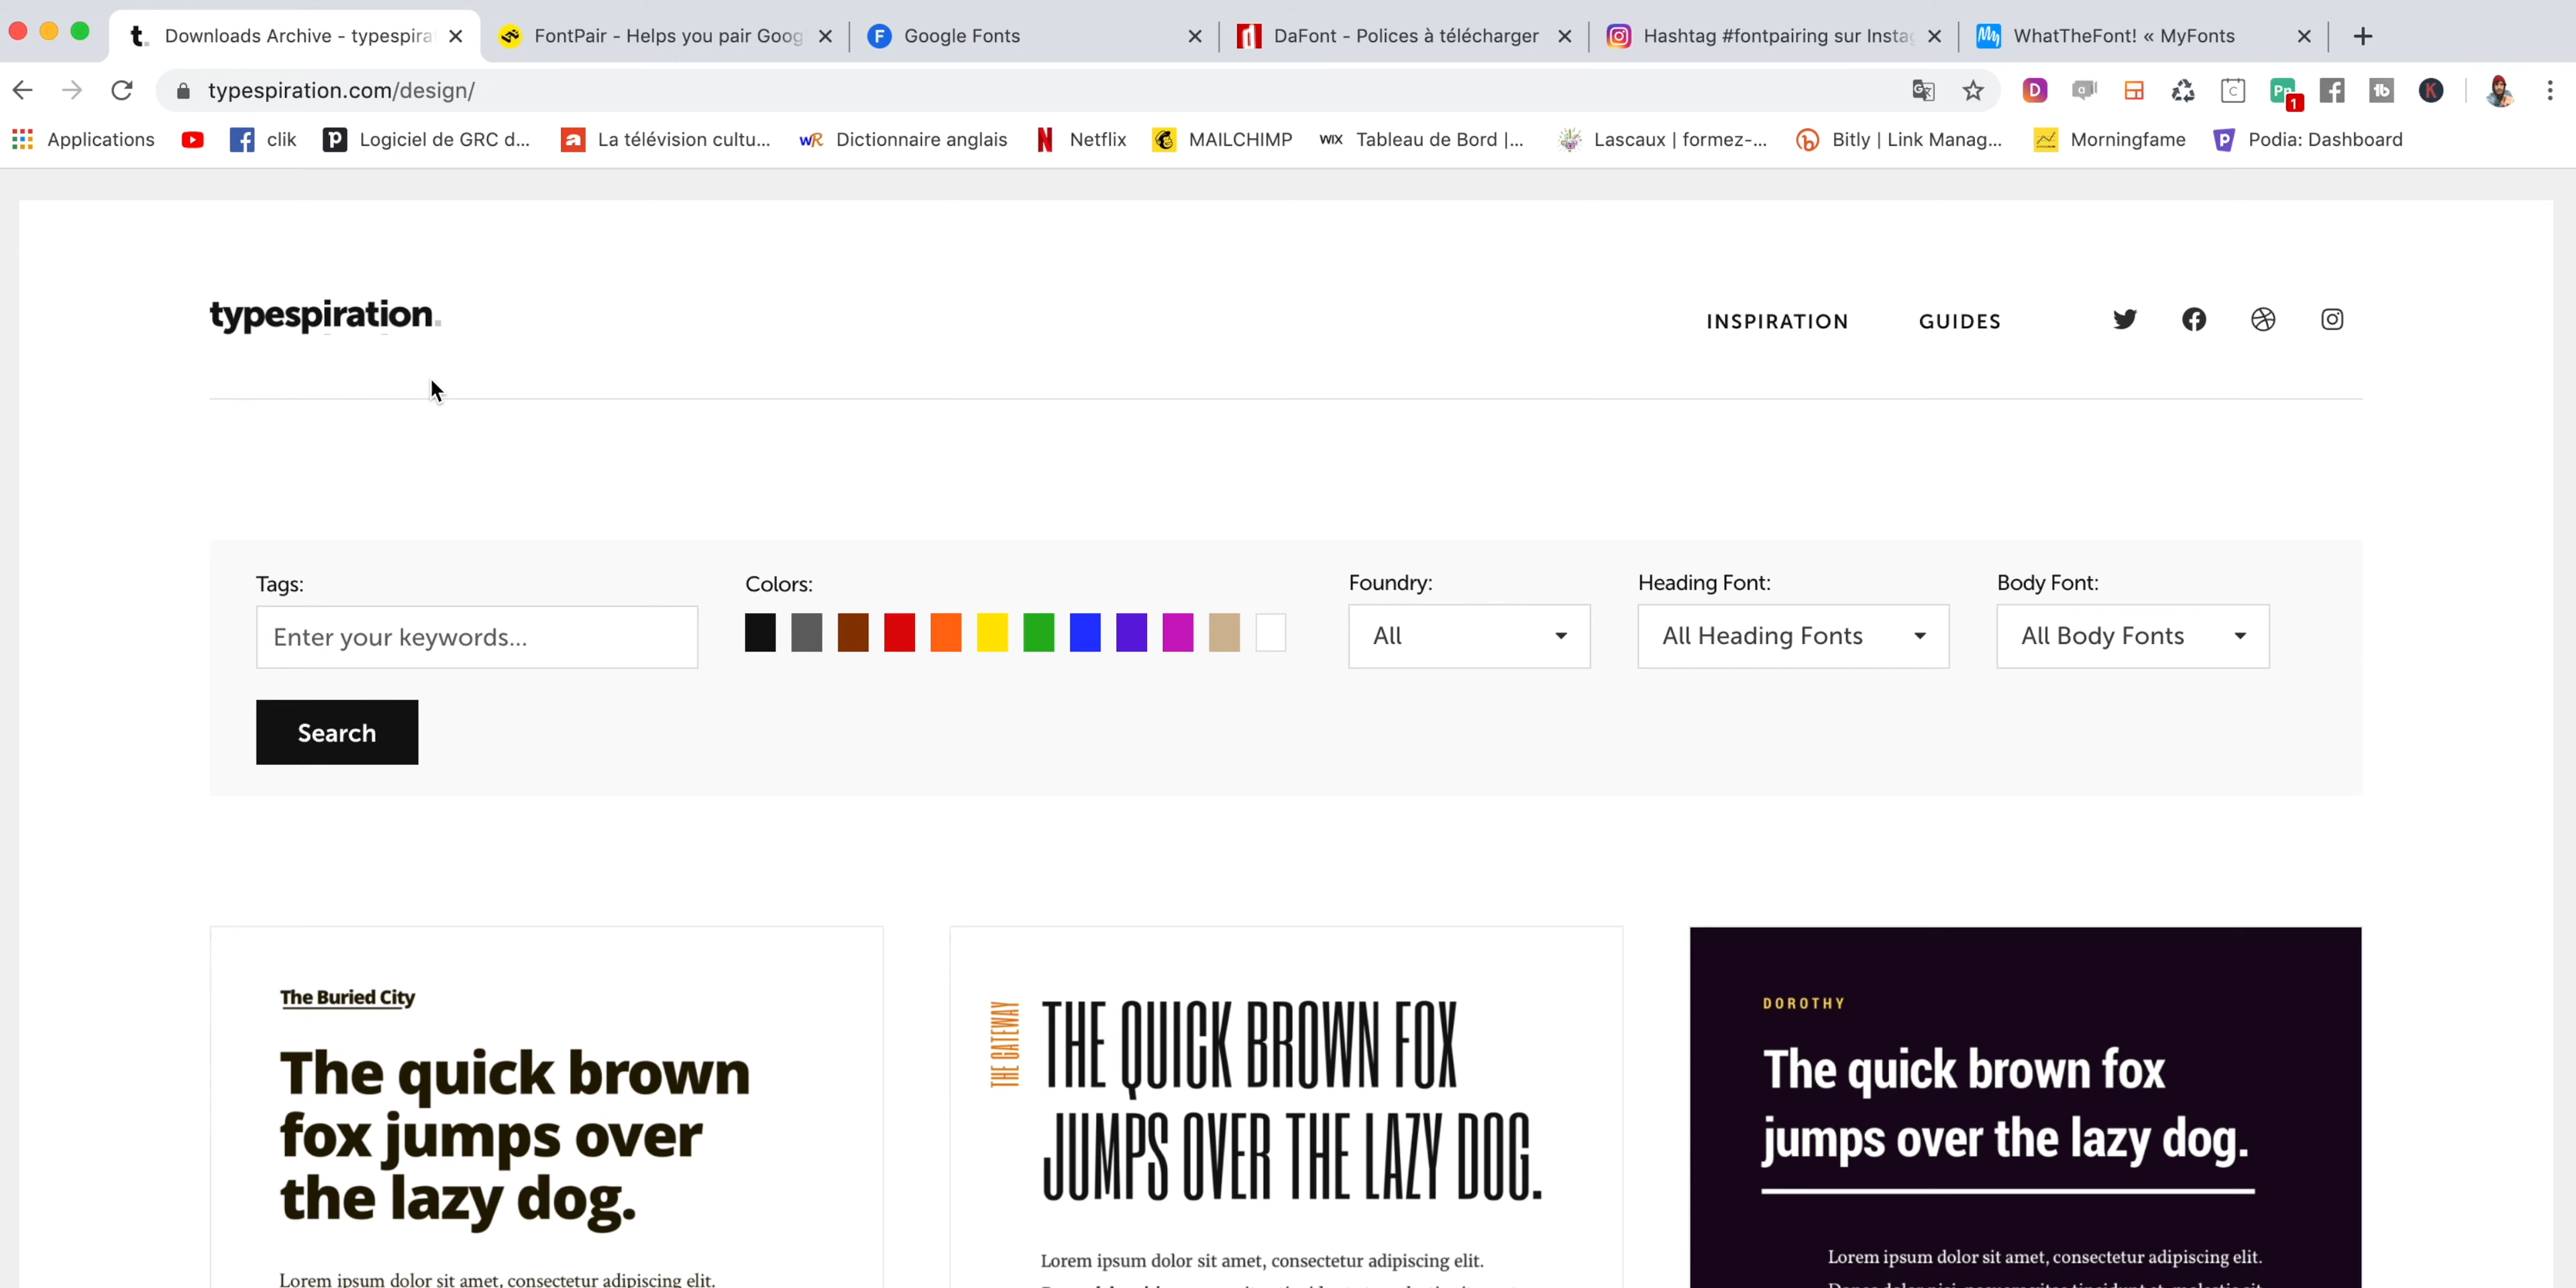 Downloads Archive - typespira
FontPair - Helps you pair Goog
Google Fonts
DaFont - Polices à télécharger
Hashtag #fontpairing sur Insta
WhatTheFont! « MyFonts
typespiration.com/design/
1
Applications
clik
Logiciel de GRC d...
La télévision cultu...
Dictionnaire anglais
Netflix
MAILCHIMP
WIX Tableau de Bord |...
Lascaux | formez-...
Bitly | Link Manag...
Morningfame
Podia: Dashboard
typespiration.
INSPIRATION
GUIDES
Tags:
Colors:
Foundry:
Heading Font:
Body Font:
Enter your keywords...
All
All Heading Fonts
All Body Fonts
Search
The Buried City
The quick brown
fox jumps over
the lazy dog.
Lorem ipsum dolor sit amet, consectetur adipiscing elit.
THE GATEWAY
THE QUICK BROWN FOX
JUMPS OVER THE LAZY DOG.
Lorem ipsum dolor sit amet, consectetur adipiscing elit.
DOROTHY
The quick brown fox
jumps over the lazy dog.
Lorem ipsum dolor sit amet, consectetur adipiscing elit.